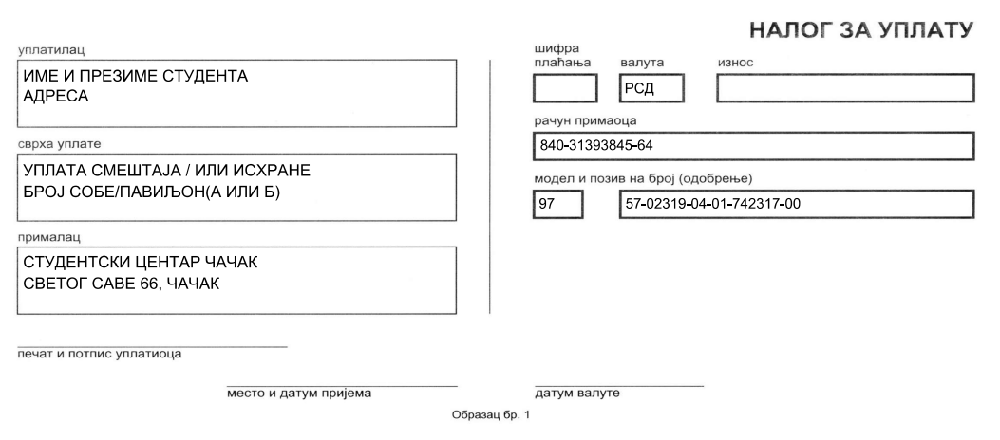 НАЛОГ ЗА УПЛАТУ
уплатилац
ИМЕ И ПРЕЗИМЕ СТУДЕНТА
АДРЕСА
сврха уплате
УПЛАТА СМЕШТАЈА / ИЛИ ИСХРАНЕ
БРОЈ СОБЕ/ПАВИЉОН(А ИЛИ Б)
прималац
СТУДЕНТСКИ ЦЕНТАР ЧАЧАК
СВЕТОГ САВЕ 66, ЧАЧАК
печат и потпис уплатиоца
место и датум пријема
шифра
плаћања
валута
износ
РСД
рачун примаоца
840-31393845-64
модел и позив на број (одобрење)
97
57-02319-04-01-742317-00
датум валуте
Образац бр. 1